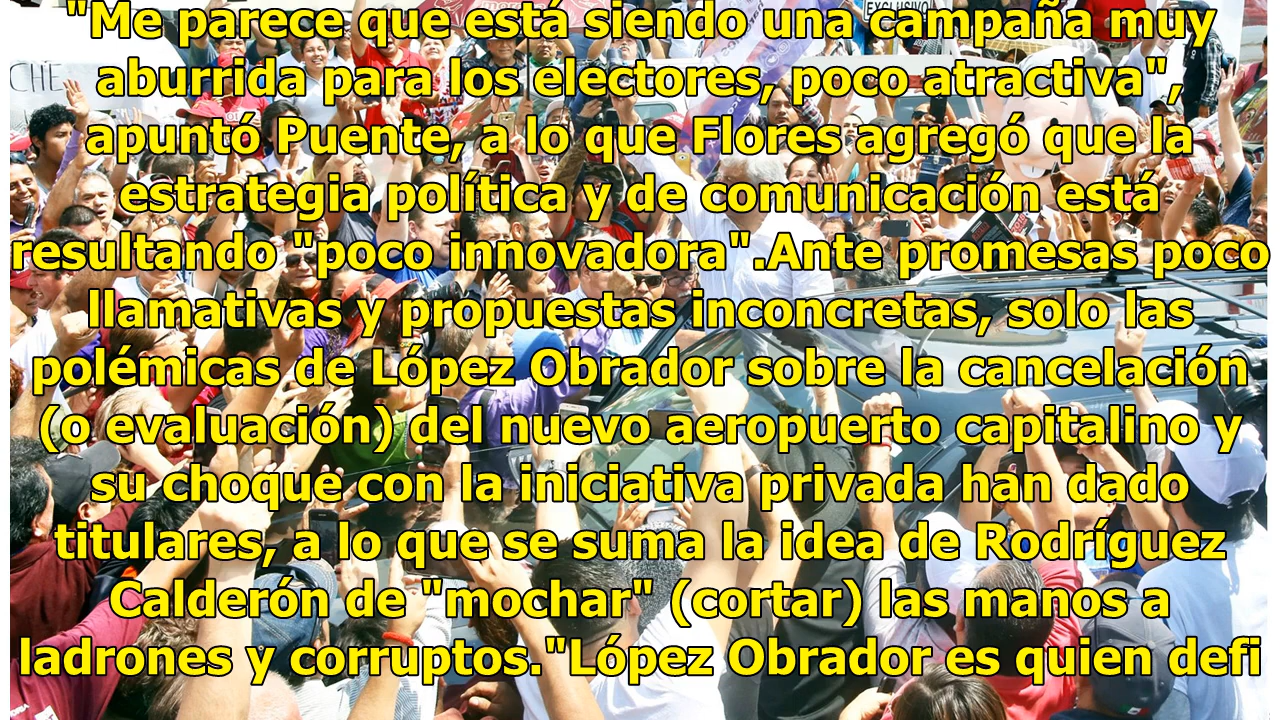 "Me parece que está siendo una campaña muy
aburrida para los electores, poco atractiva",
apuntó Puente, a lo que Flores agregó que la
estrategia política y de comunicación está
resultando "poco innovadora".Ante promesas poco
llamativas y propuestas inconcretas, solo las
polémicas de López Obrador sobre la cancelación
(o evaluación) del nuevo aeropuerto capitalino y
su choque con la iniciativa privada han dado
titulares, a lo que se suma la idea de Rodríguez
Calderón de "mochar" (cortar) las manos a
ladrones y corruptos."López Obrador es quien defi
EXCLUSIVO
CHE